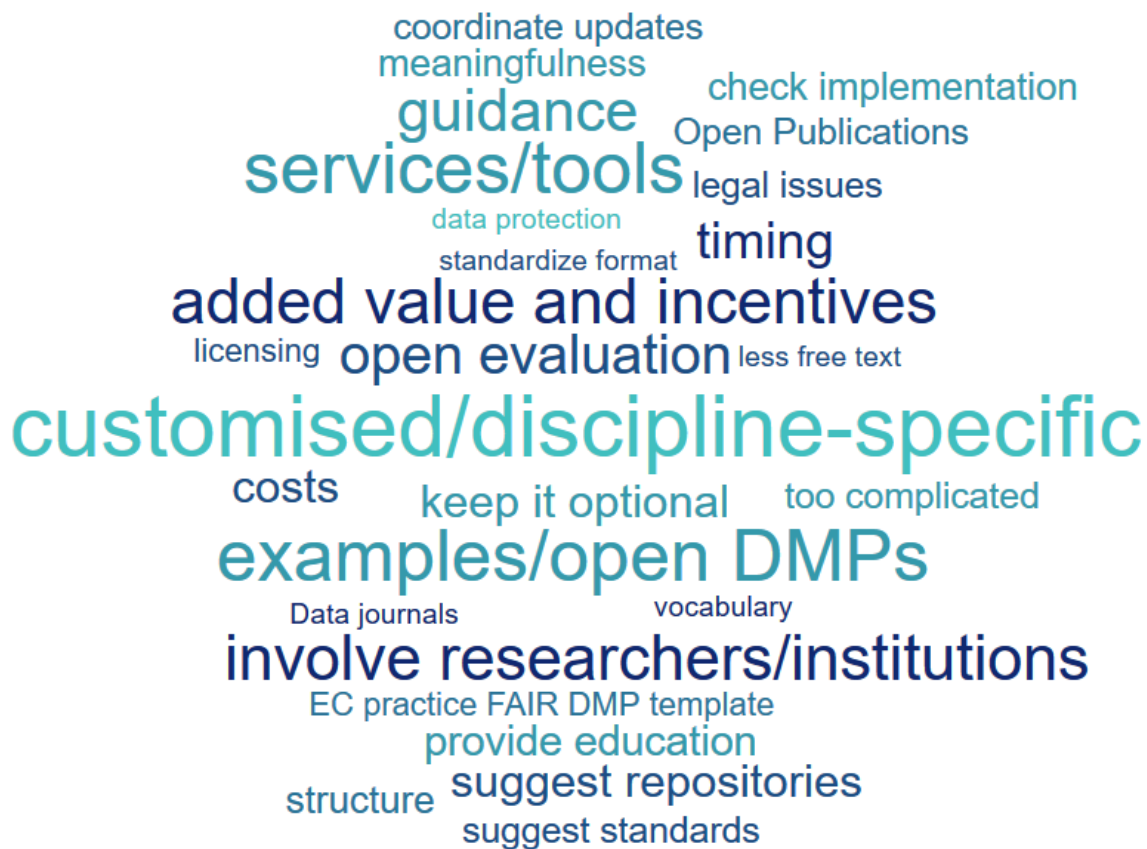 coordinate updates
meaningfulness
check implementation
guidance
Open Publications
services/tools
legal issues
data protection
timing
standardize format
added value and incentives
licensing
open evaluation
less free text
customised/discipline-specific
costs
keep it optional
too complicated
examples/open DMPs
Data journals
vocabulary
involve researchers/institutions
EC practice FAIR DMP template
provide education
suggest repositories
structure
suggest standards